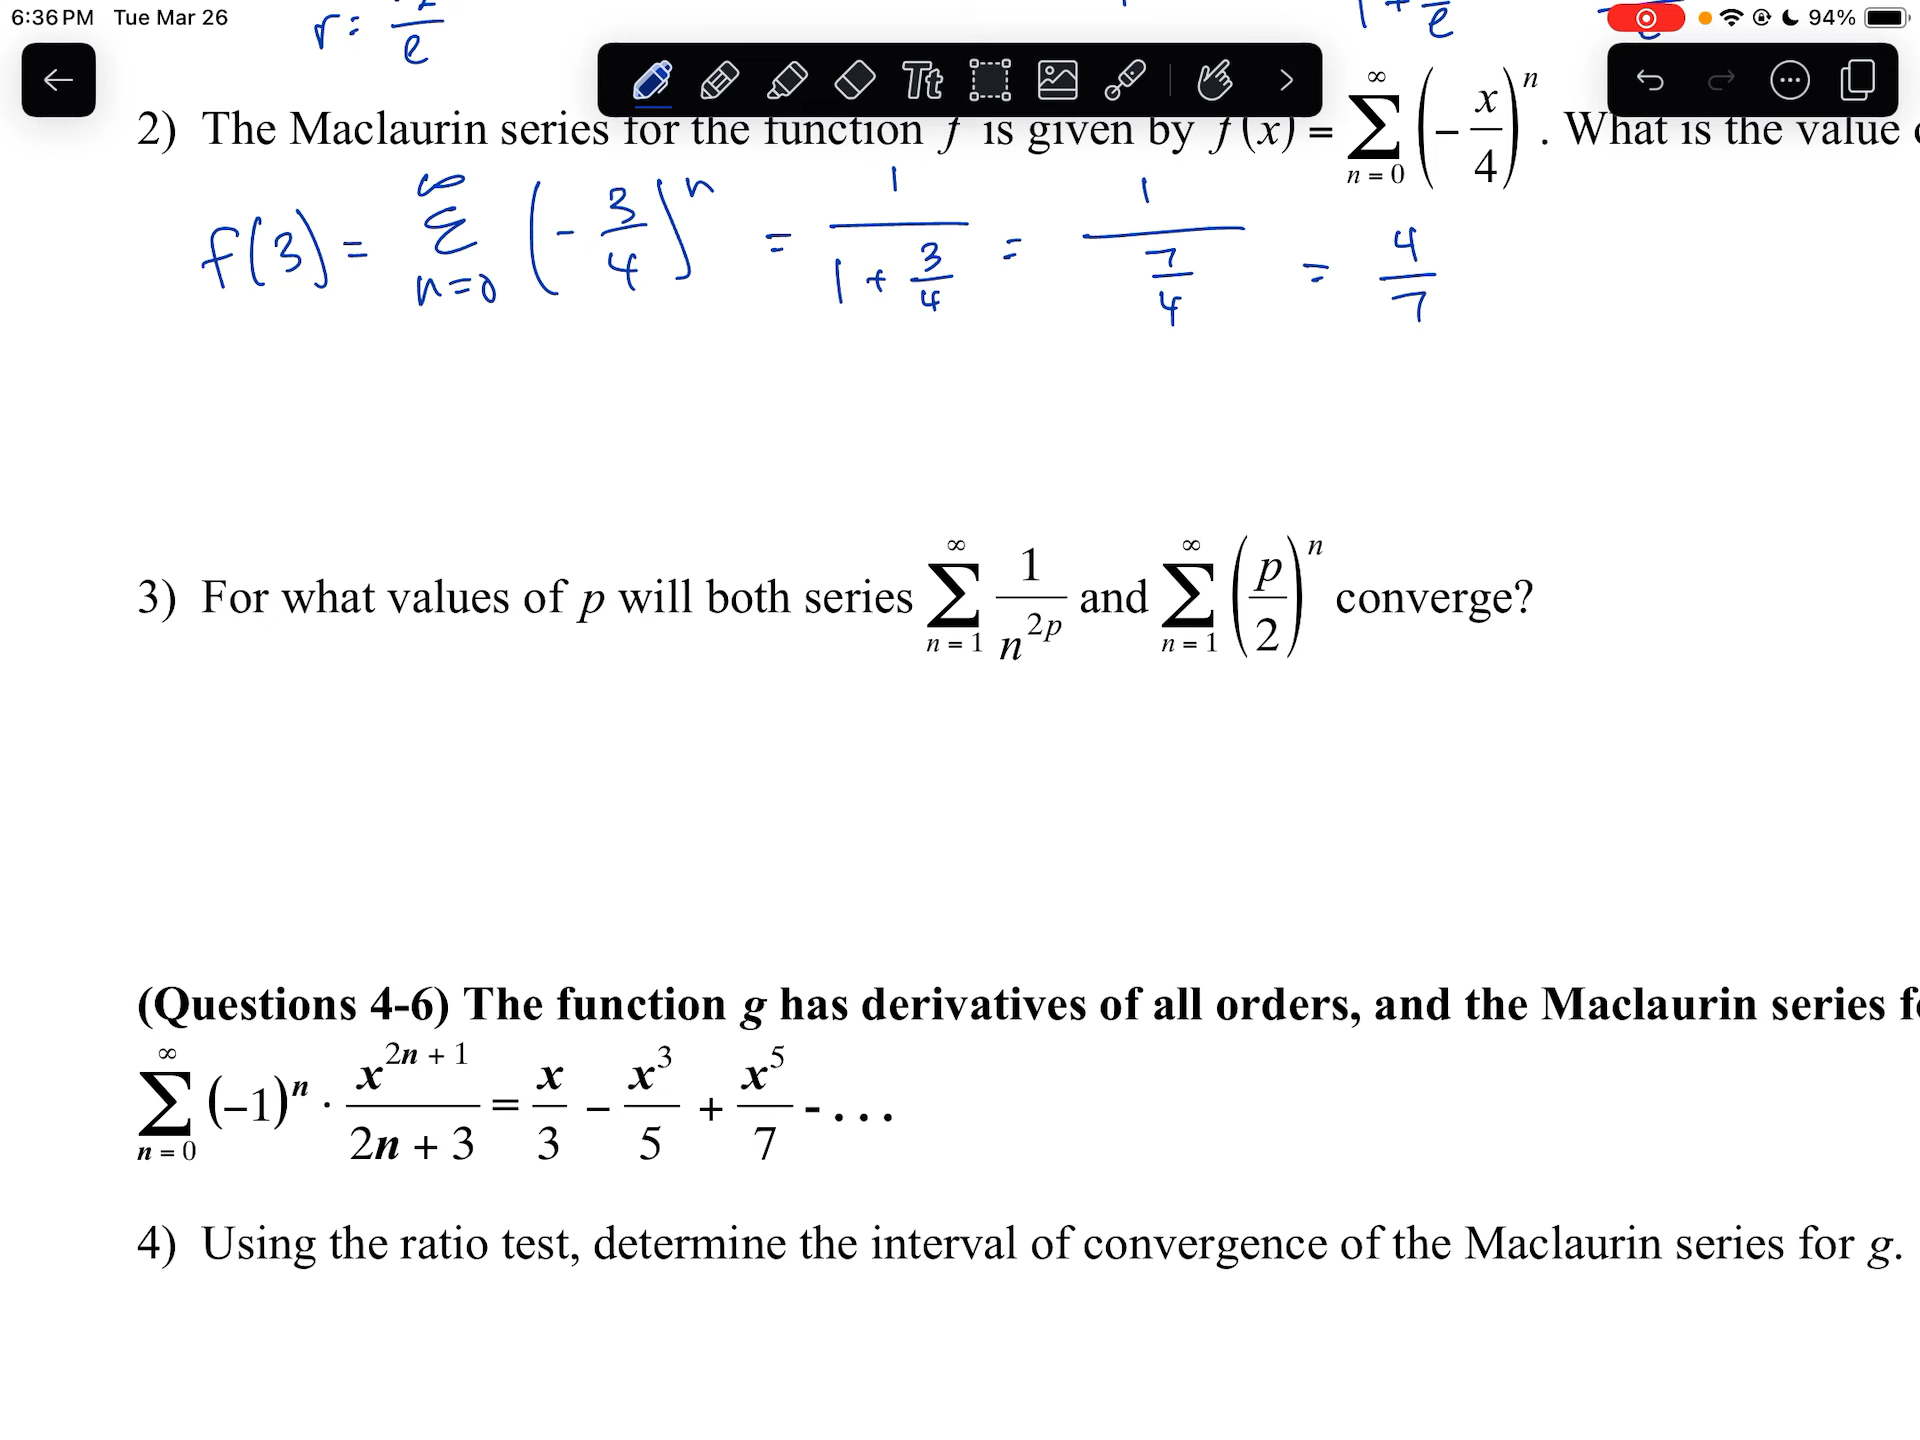 6:36 PM Tue Mar 26
94%
r = e
1 + e
Tt
2) The Maclaurin series for the function f is given by f(x) = ∞ Σ n = 0 (− x/4)^n . What is the value
f(3) = ∞ Σ n=0 (− 3/4)^n = 1/(1 + 3/4) = 1/(7/4) = 4/7
3) For what values of p will both series ∞ Σ n = 1 1/n^(2p) and ∞ Σ n = 1 (p/2)^n converge?
(Questions 4-6) The function g has derivatives of all orders, and the Maclaurin series
∞ Σ n = 0 (−1)^n · x^(2n + 1)/(2n + 3) = x/3 − x^3/5 + x^5/7 - . . .
4) Using the ratio test, determine the interval of convergence of the Maclaurin series for g.